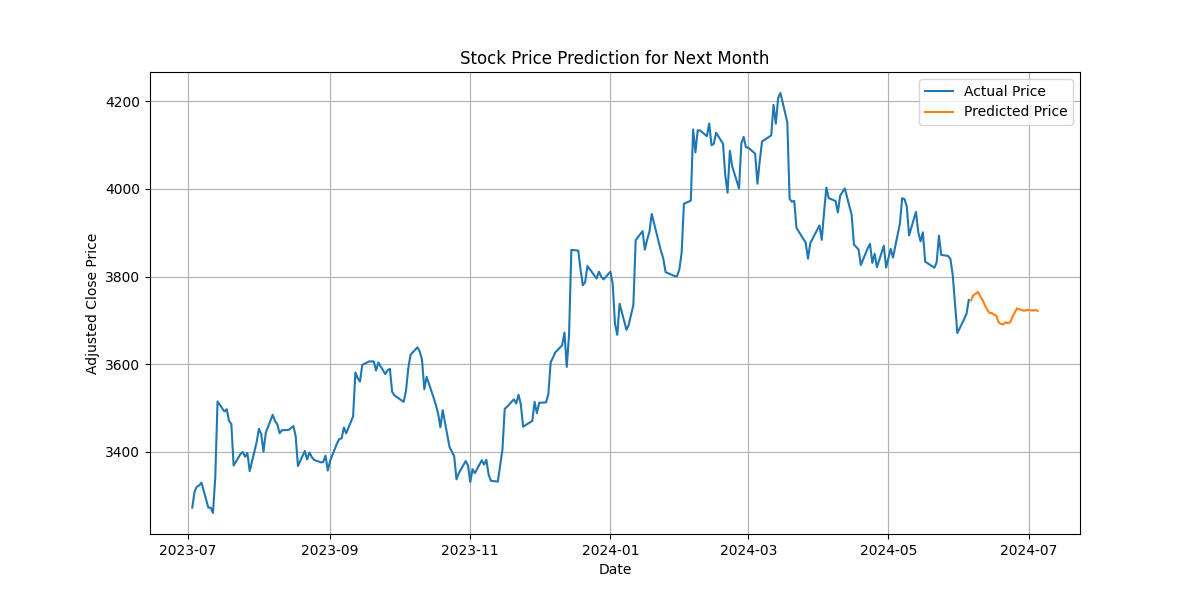 Stock Price Prediction for Next Month
Actual Price
Predicted Price
4200
4000
3800
3600
3400
Adjusted Close Price
2023-07
2023-09
2023-11
2024-01
2024-03
2024-05
2024-07
Date